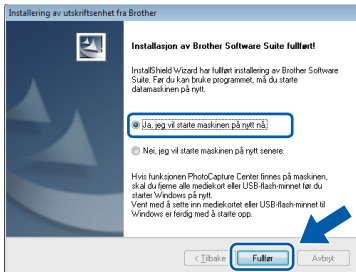 Installering av utskriftsenhet fra Brother
Installasjon av Brother Software Suite fullført!
InstallShield Wizard har fullført installering av Brother Software
Suite. Før du kan bruke programmet, må du starte
datamaskinen på nytt.
Ja, jeg vil starte maskinen på nytt nå.
Nei, jeg vil starte maskinen på nytt senere.
Hvis funksjonen PhotoCapture Center finnes på maskinen,
skal du fjerne alle mediekort eller USB-flash-minnet før du
starter Windows på nytt.
Vent med å sette inn mediekortet eller USB-flash-minnet til
Windows er ferdig med å starte opp.
< Tilbake Fullfør Avbryt